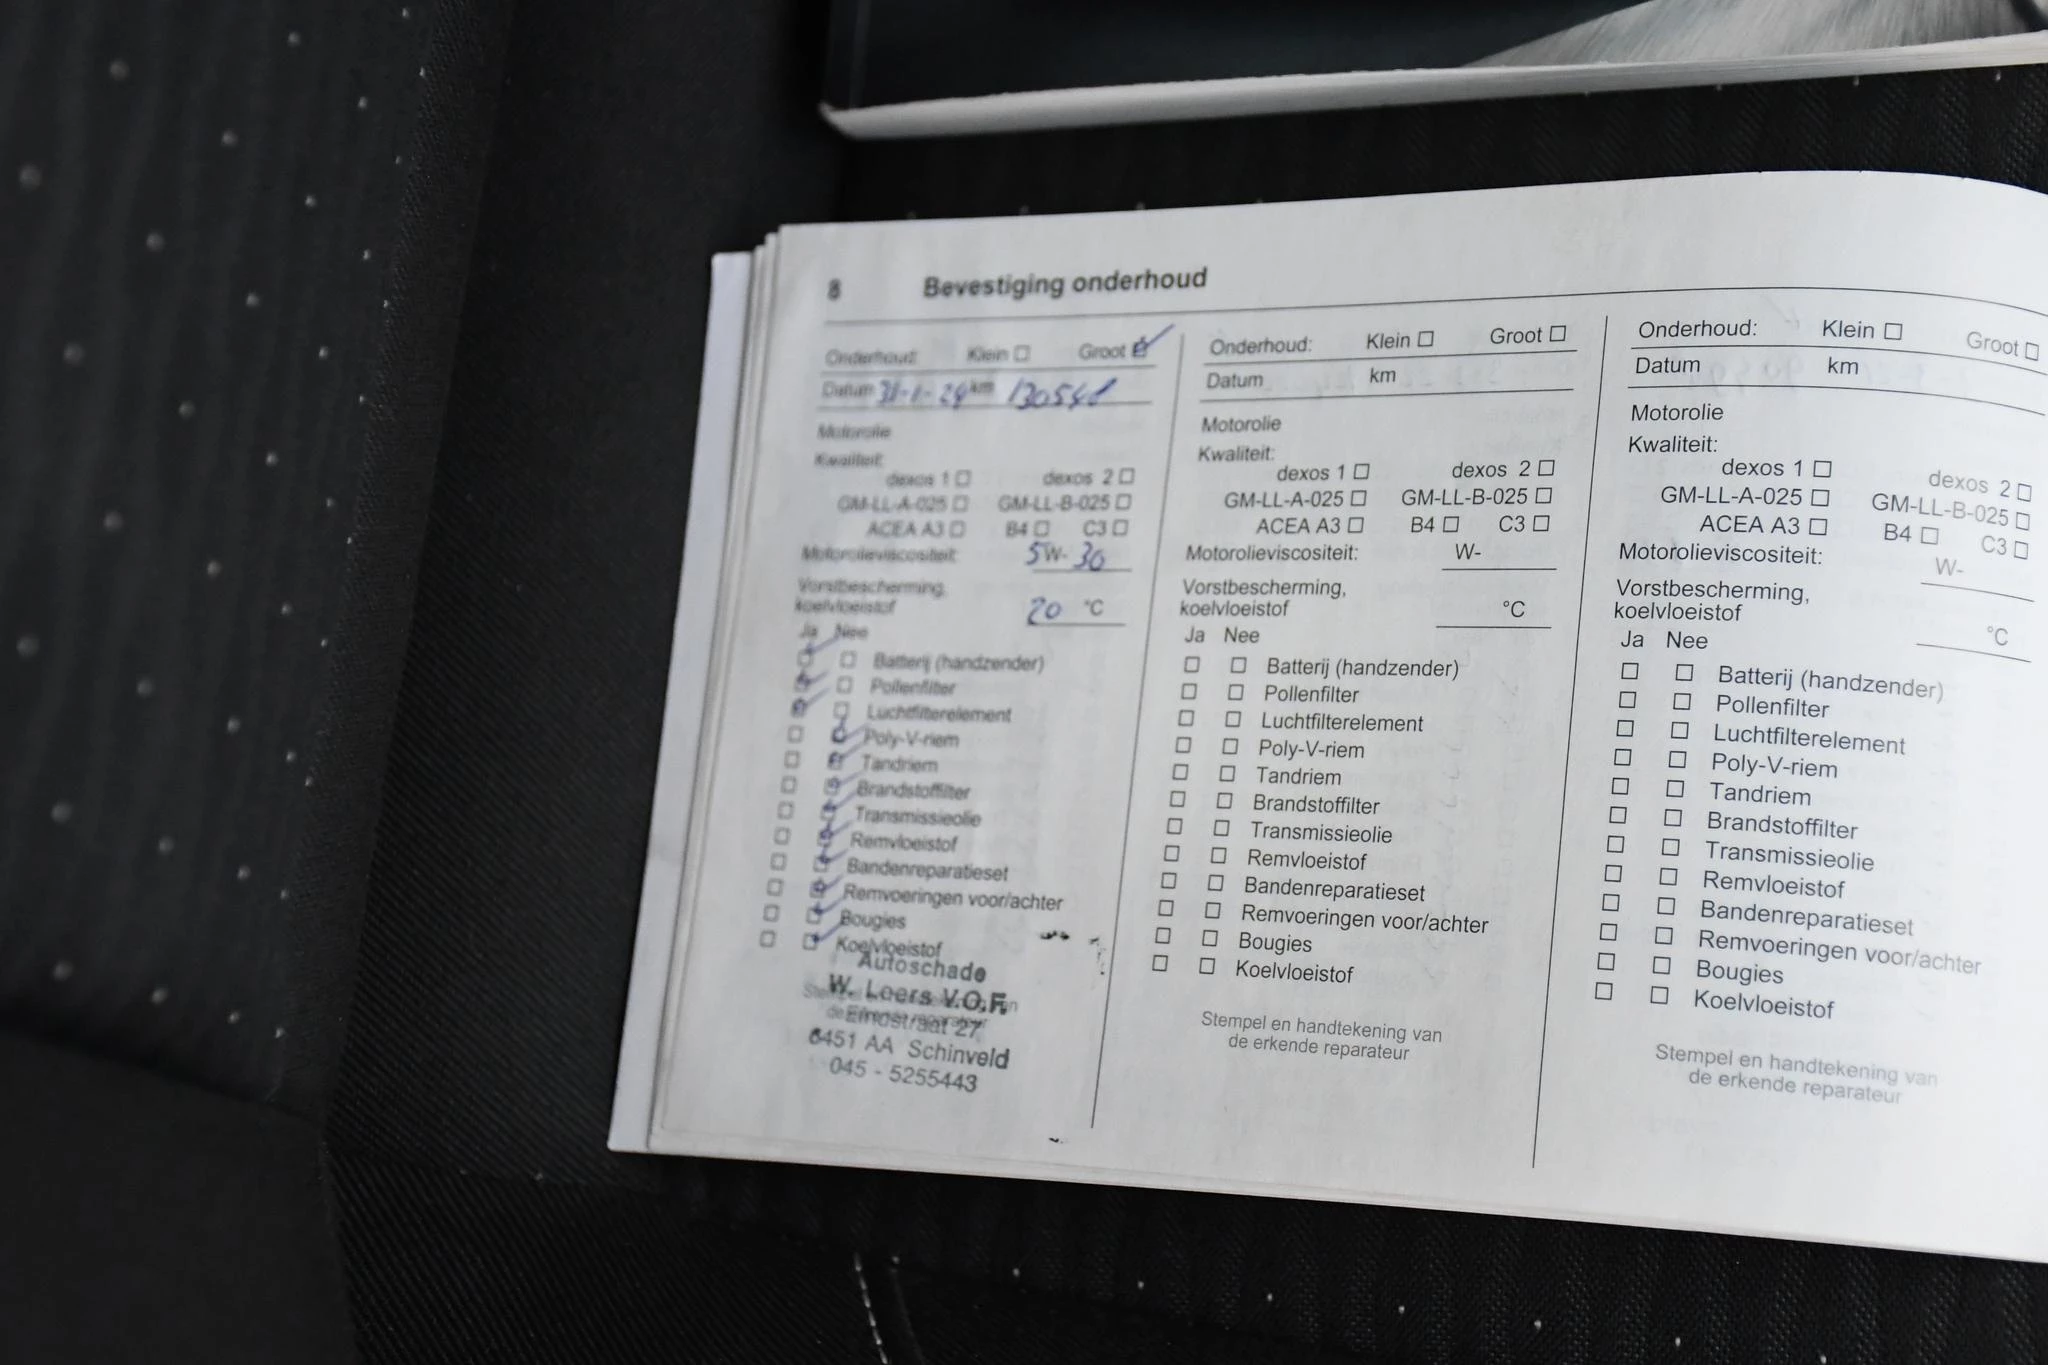 8 Bevestiging onderhoud
Onderhoud: Klein Groot
Datum 31-1-24 km 130548
Motorolie
Kwaliteit:
dexos 1 dexos 2
GM-LL-A-025 GM-LL-B-025
ACEA A3 B4 C3
Motorolieviscositeit: 5W-30
Vorstbescherming,
koelvloeistof 20 °C
Ja Nee
Batterij (handzender)
Pollenfilter
Luchtfilterelement
Poly-V-riem
Tandriem
Brandstoffilter
Transmissieolie
Remvloeistof
Bandenreparatieset
Remvoeringen voor/achter
Bougies
Koelvloeistof
Autoschade
W. Loers V.O.F.
Eindstraat 27
6451 AA Schinveld
045 - 5255443
Onderhoud: Klein Groot
Datum km
Motorolie
Kwaliteit:
dexos 1 dexos 2
GM-LL-A-025 GM-LL-B-025
ACEA A3 B4 C3
Motorolieviscositeit: W-
Vorstbescherming,
koelvloeistof °C
Ja Nee
Batterij (handzender)
Pollenfilter
Luchtfilterelement
Poly-V-riem
Tandriem
Brandstoffilter
Transmissieolie
Remvloeistof
Bandenreparatieset
Remvoeringen voor/achter
Bougies
Koelvloeistof
Stempel en handtekening van
de erkende reparateur
Onderhoud: Klein Groot
Datum km
Motorolie
Kwaliteit:
dexos 1 dexos 2
GM-LL-A-025 GM-LL-B-025
ACEA A3 B4 C3
Motorolieviscositeit: W-
Vorstbescherming,
koelvloeistof °C
Ja Nee
Batterij (handzender)
Pollenfilter
Luchtfilterelement
Poly-V-riem
Tandriem
Brandstoffilter
Transmissieolie
Remvloeistof
Bandenreparatieset
Remvoeringen voor/achter
Bougies
Koelvloeistof
Stempel en handtekening van
de erkende reparateur